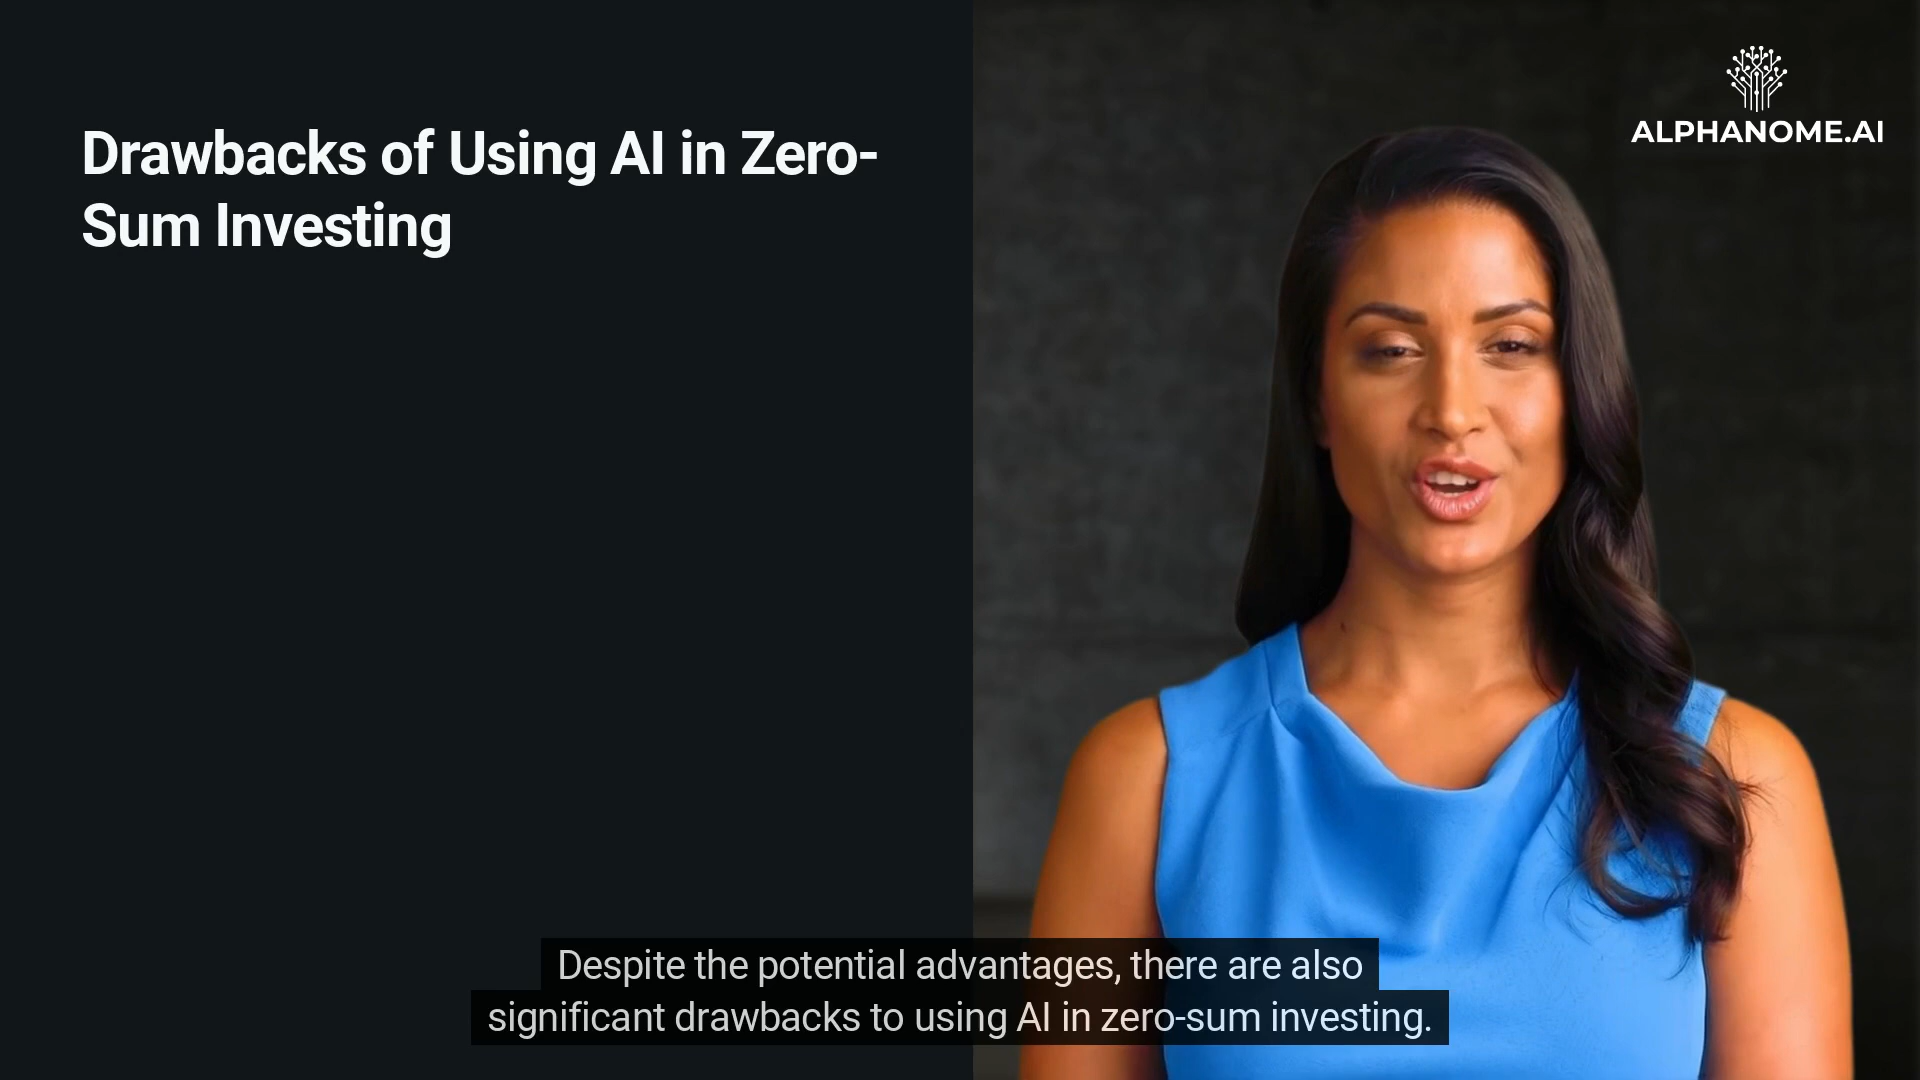 Drawbacks of Using AI in Zero-
Sum Investing
ALPHANOME.AI
Despite the potential advantages, there are also
significant drawbacks to using AI in zero-sum investing.